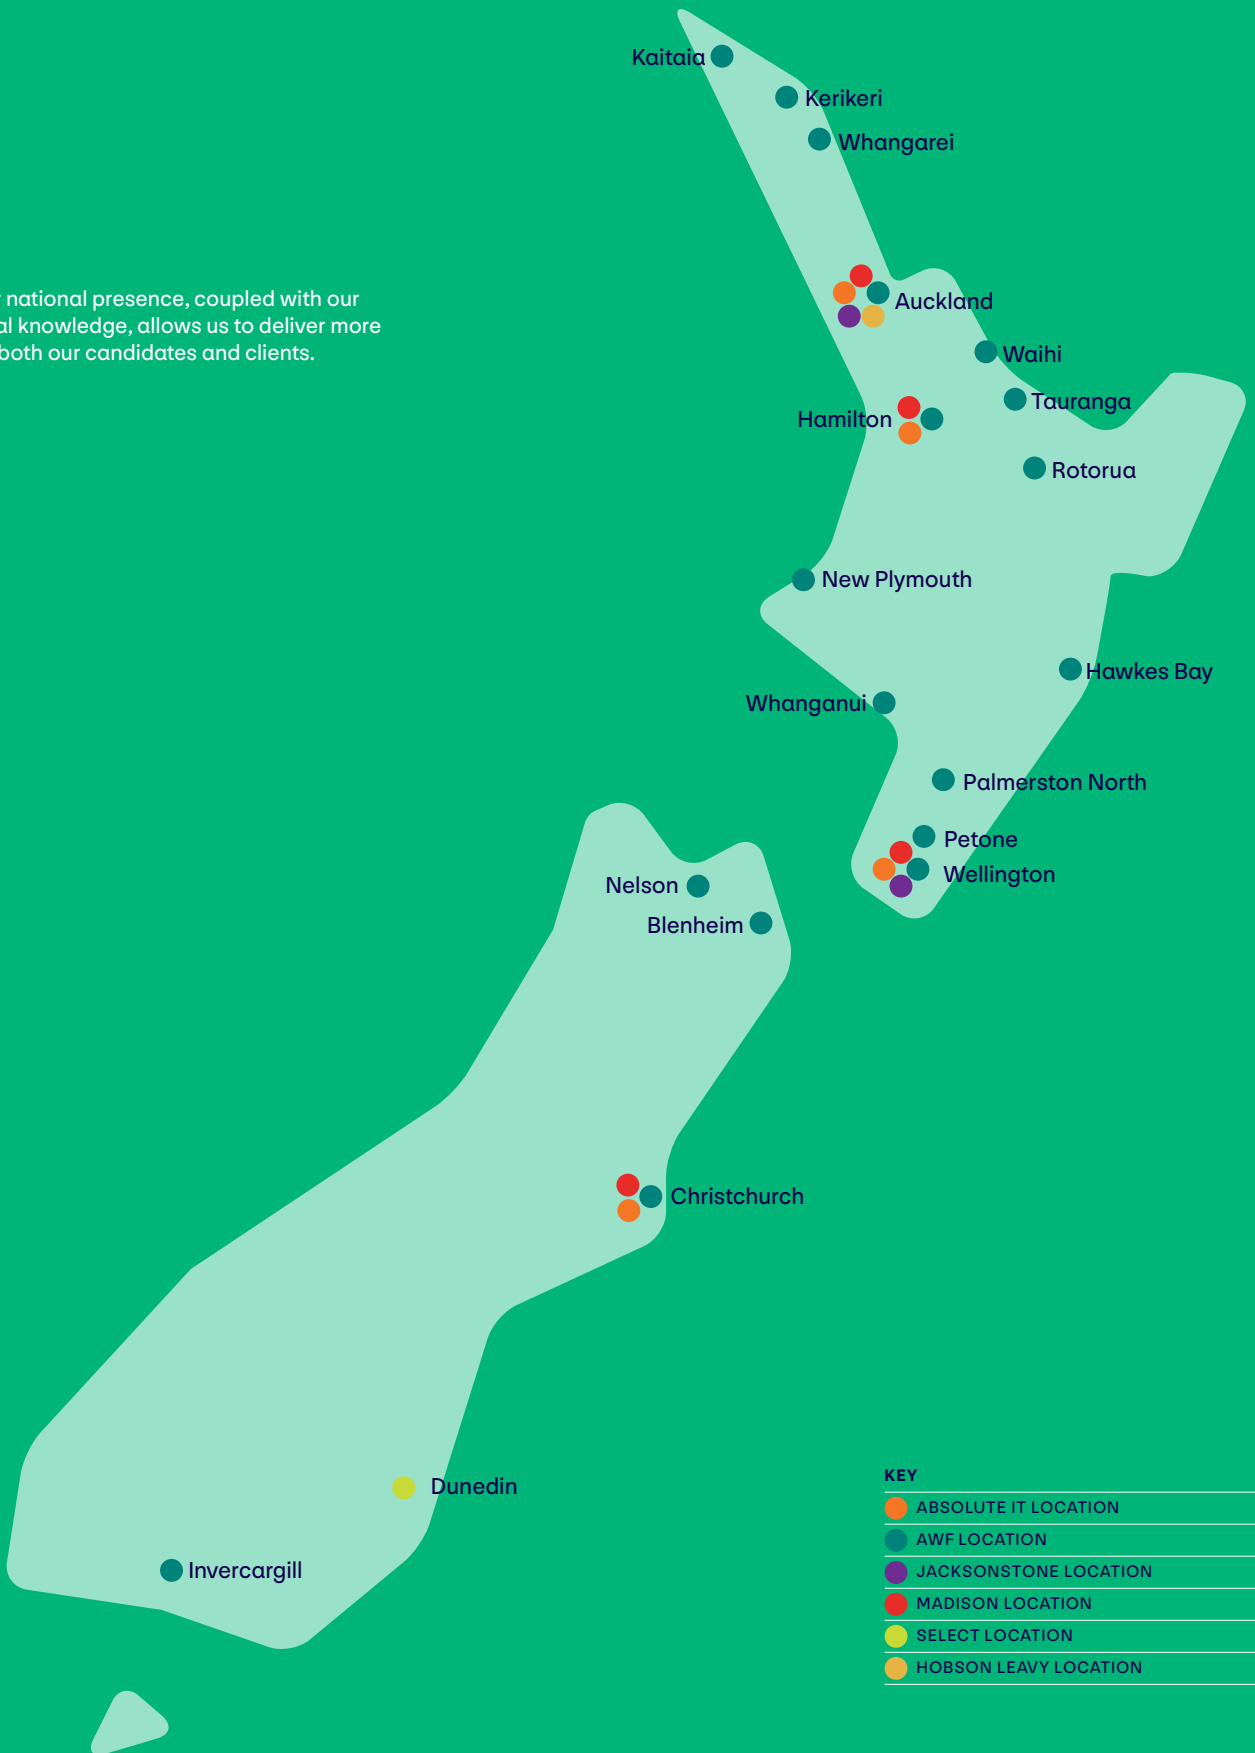 Kaitaia
Kerikeri
Whangarei
national presence, coupled with our
knowledge, allows us to deliver more
both our candidates and clients.
Auckland
Waihi
Tauranga
Hamilton
Rotorua
New Plymouth
Hawkes Bay
Whanganui
Palmerston North
Petone
Wellington
Nelson
Blenheim
Christchurch
Dunedin
Invercargill
KEY
ABSOLUTE IT LOCATION
AWF LOCATION
JACKSONSTONE LOCATION
MADISON LOCATION
SELECT LOCATION
HOBSON LEAVY LOCATION